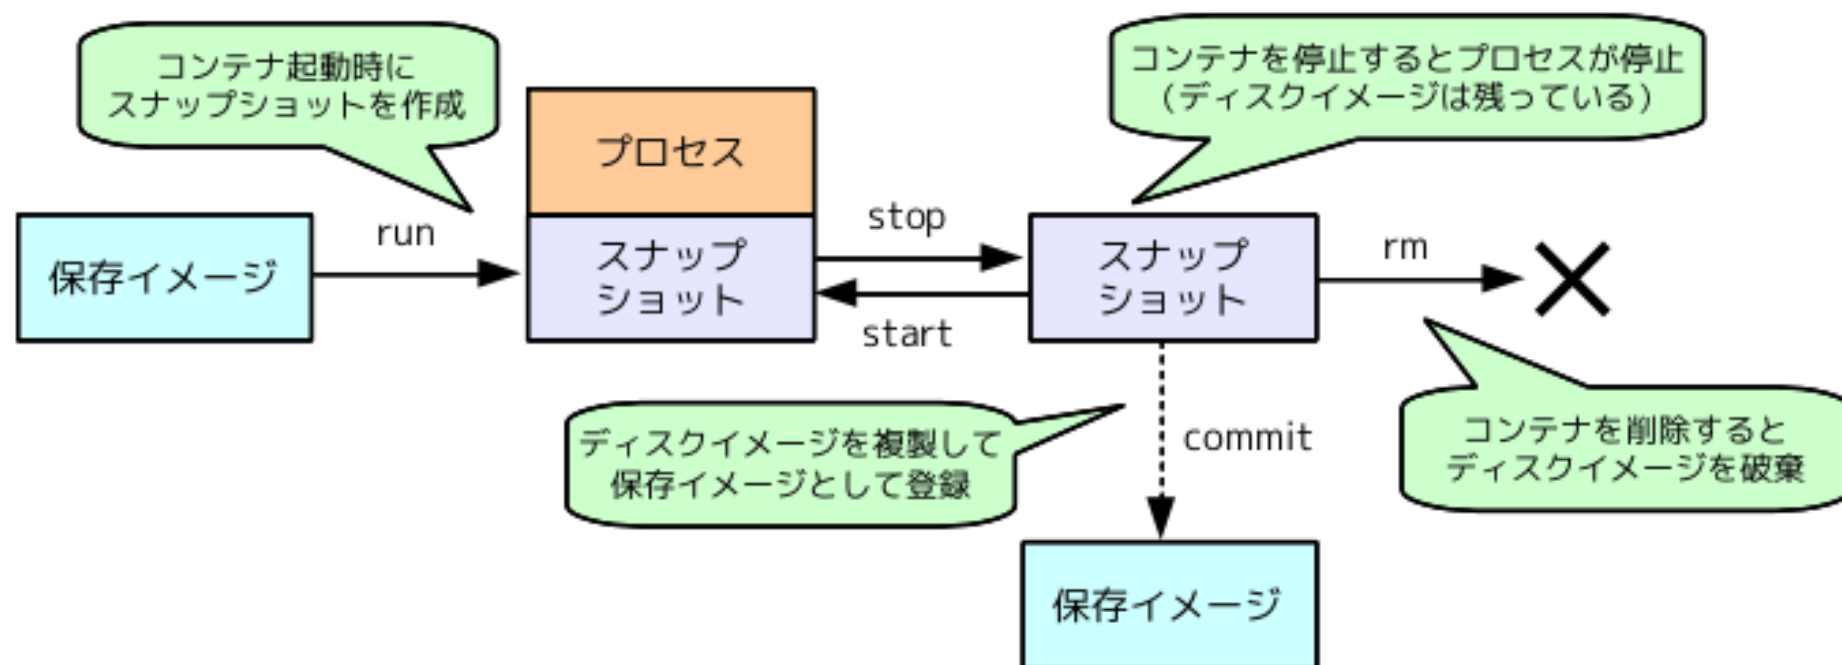 コンテナ起動時に
スナップショットを作成
コンテナを停止するとプロセスが停止
(ディスクイメージは残っている)
プロセス
保存イメージ
run
スナップ
ショット
stop
start
スナップ
ショット
rm
ディスクイメージを複製して
保存イメージとして登録
commit
コンテナを削除すると
ディスクイメージを破棄
保存イメージ